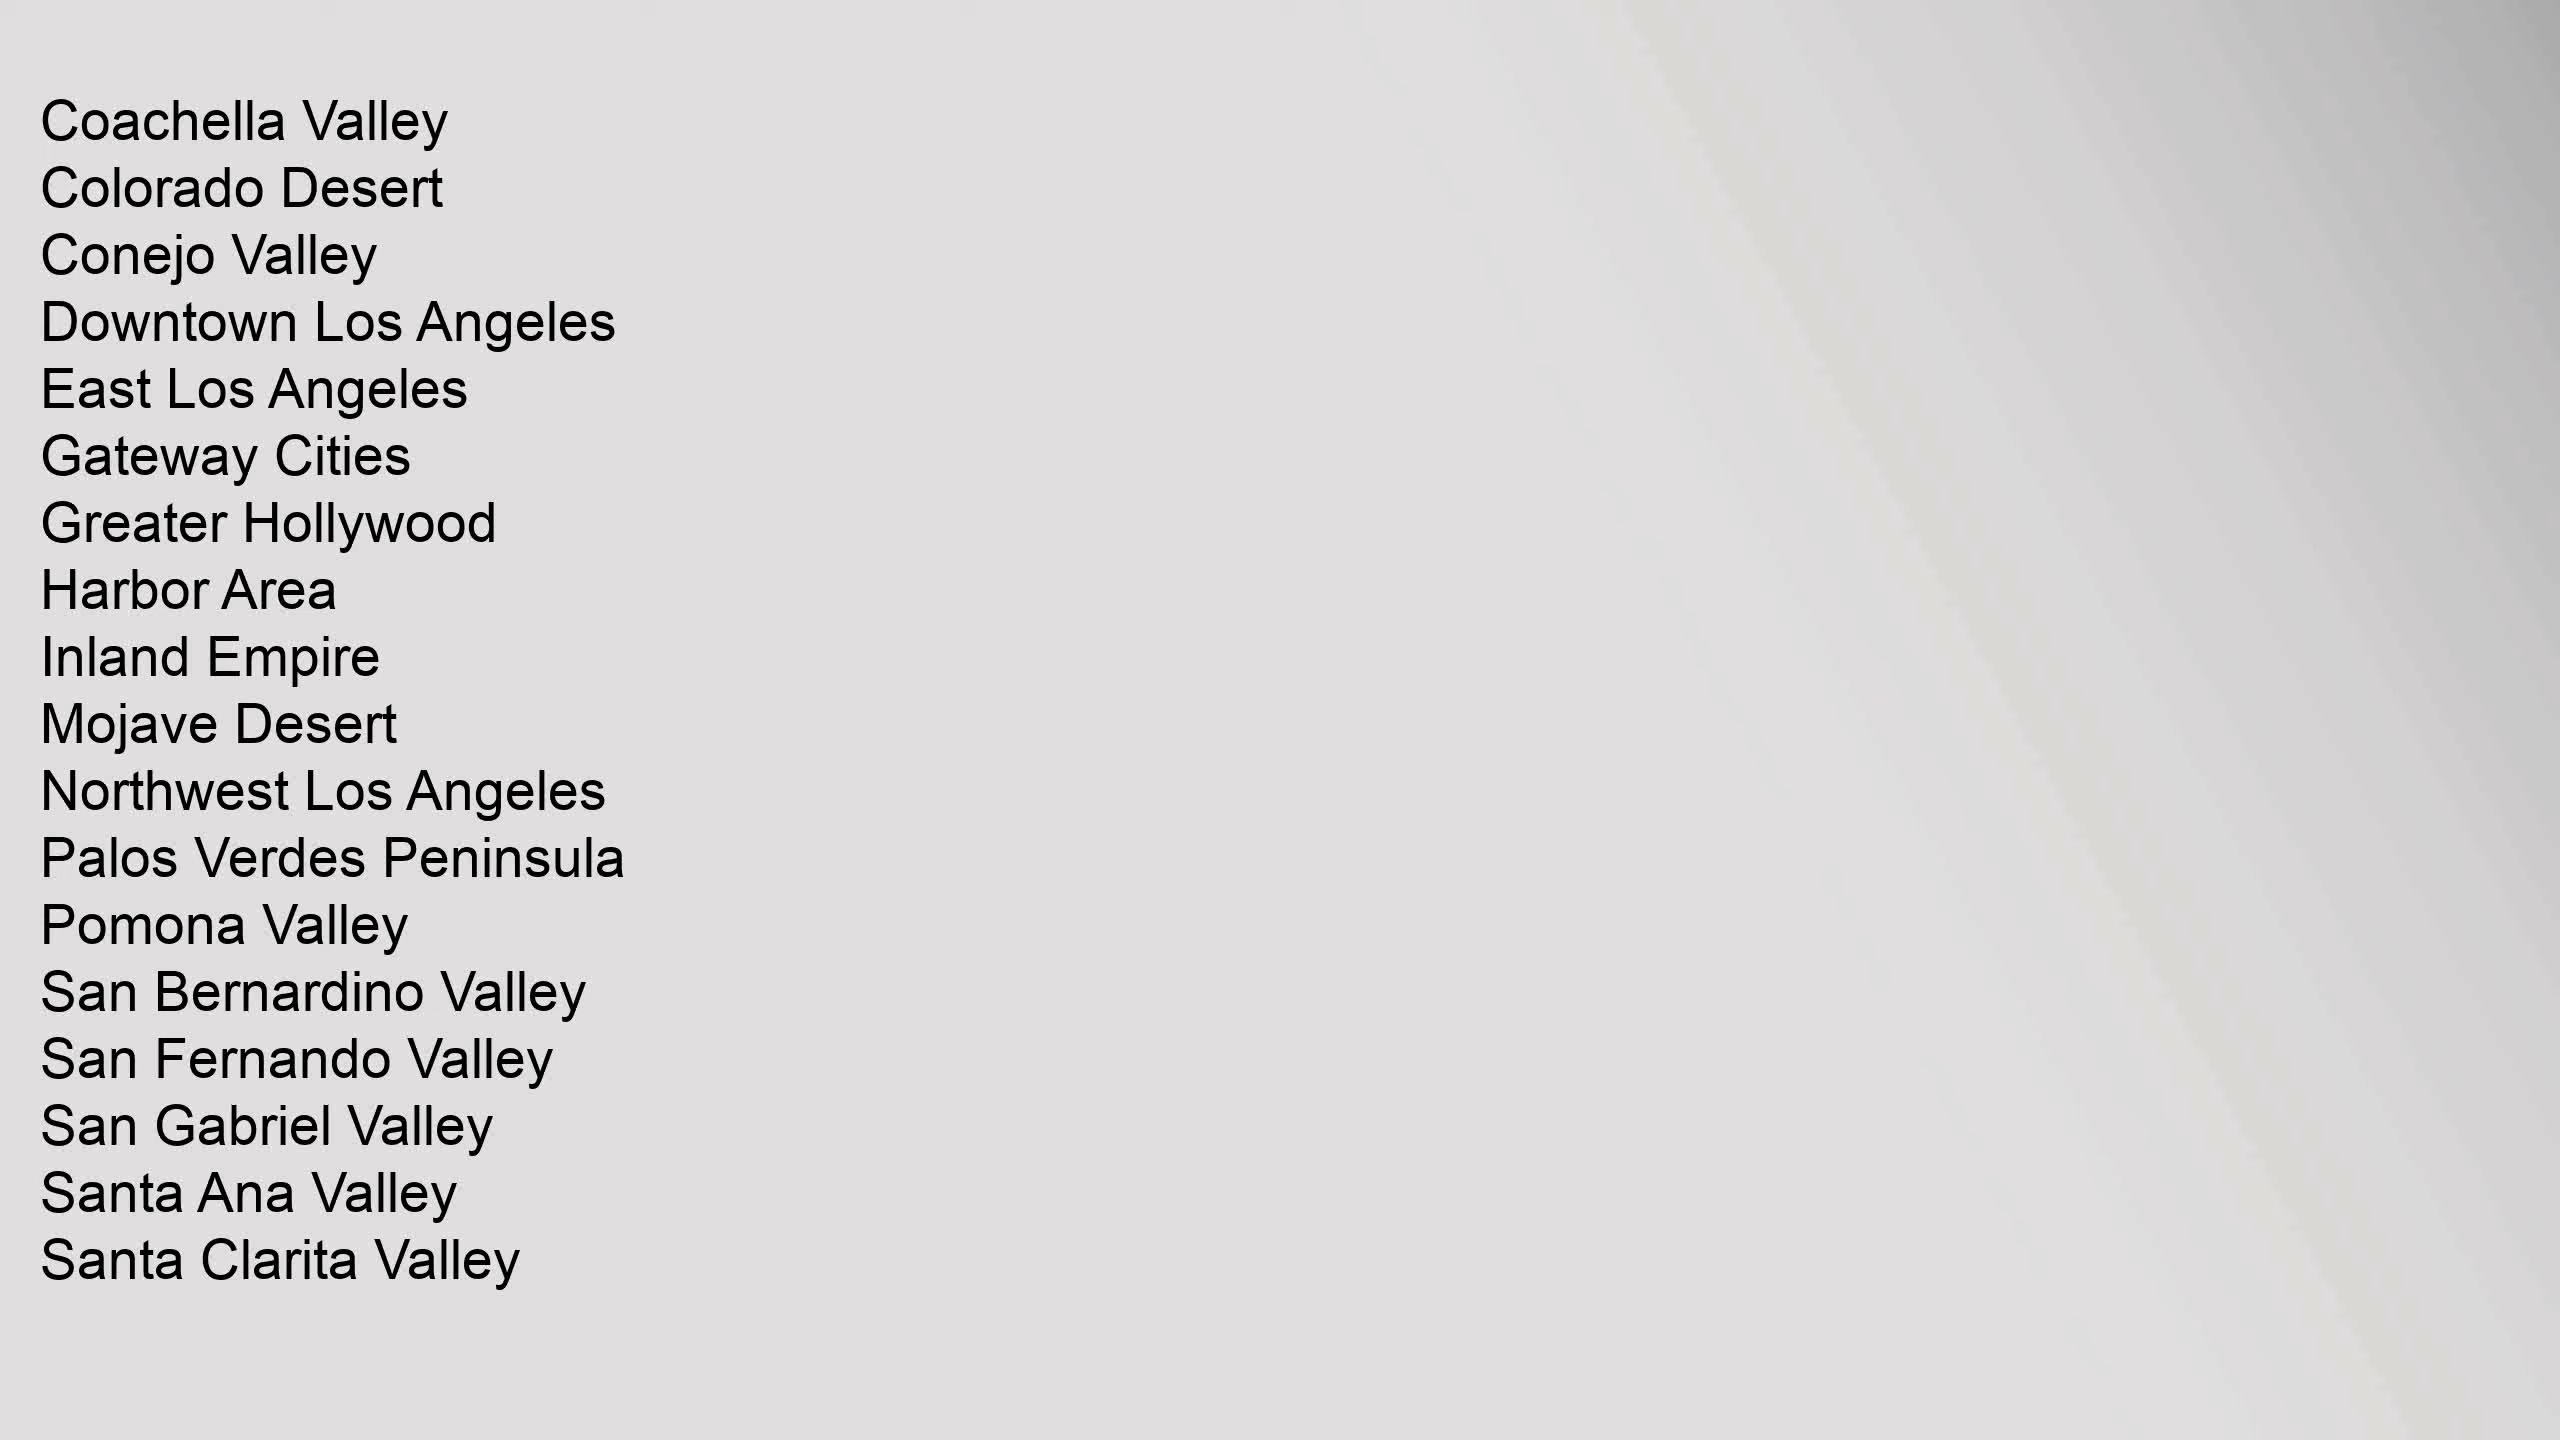 Coachella Valley
Colorado Desert
Conejo Valley
Downtown Los Angeles
East Los Angeles
Gateway Cities
Greater Hollywood
Harbor Area
Inland Empire
Mojave Desert
Northwest Los Angeles
Palos Verdes Peninsula
Pomona Valley
San Bernardino Valley
San Fernando Valley
San Gabriel Valley
Santa Ana Valley
Santa Clarita Valley